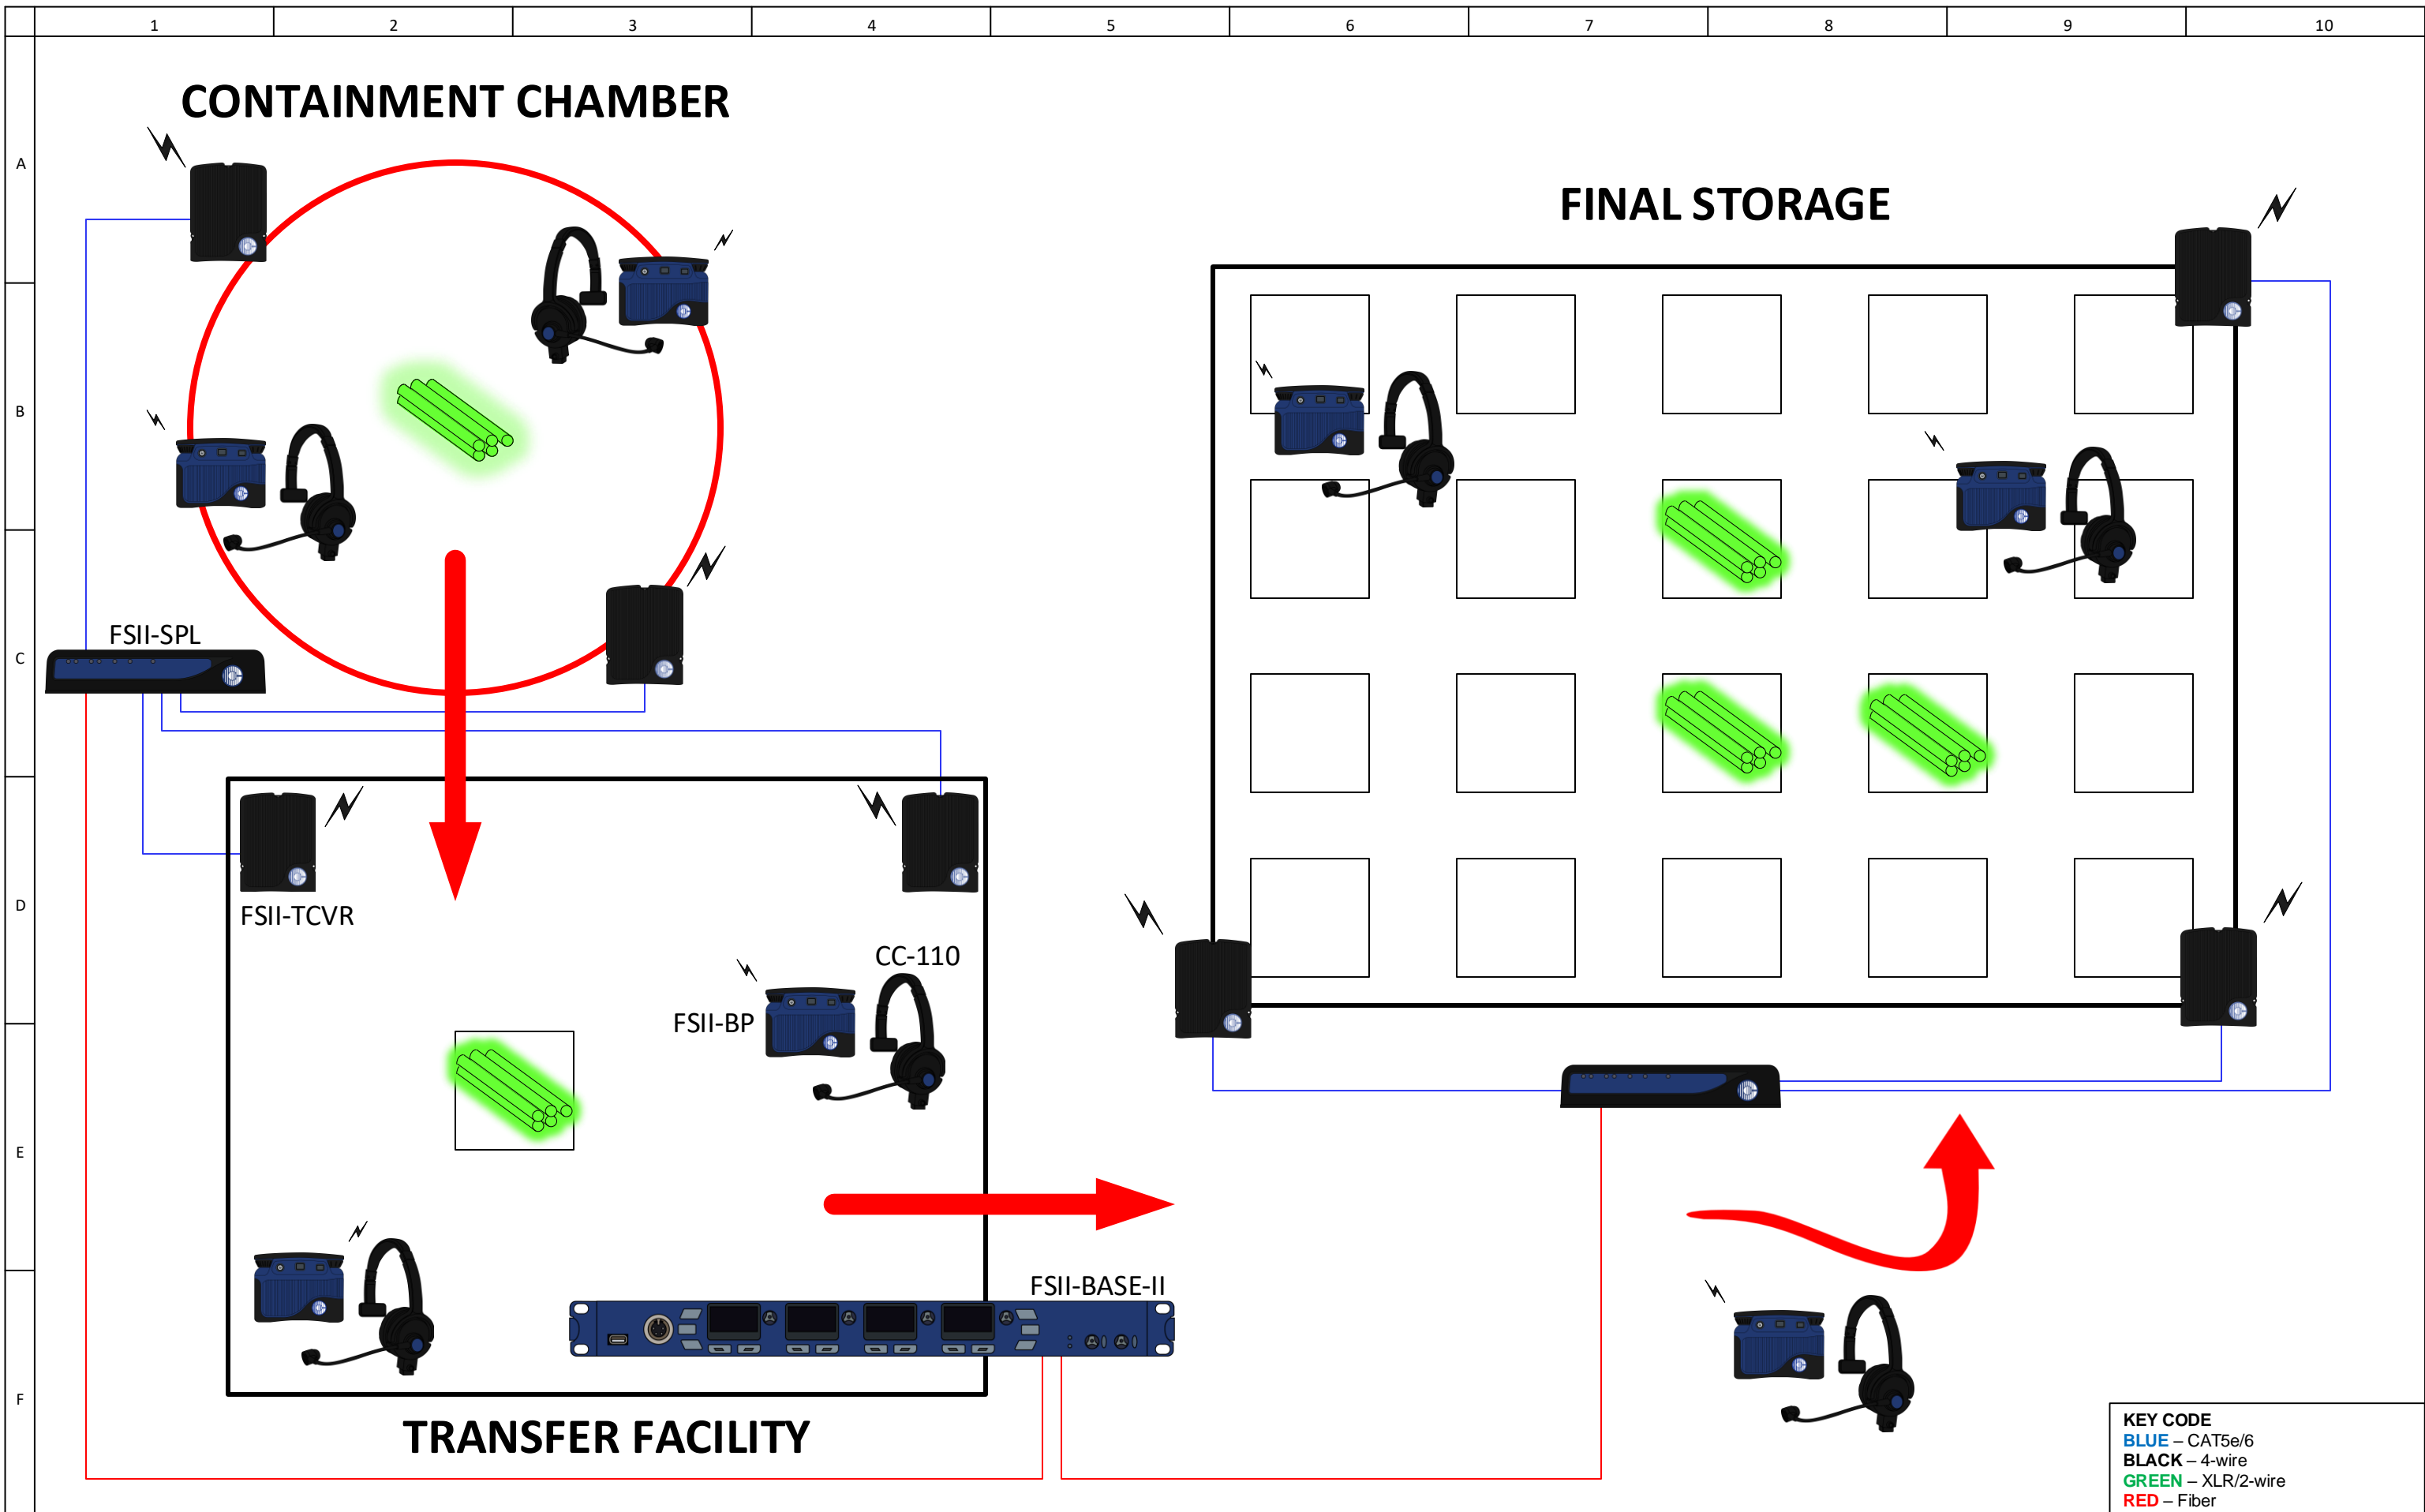 1 2 3 4 5 6 7 8 9 10
A
B
C
D
E
F
CONTAINMENT CHAMBER
FINAL STORAGE
FSII-SPL
FSII-TCVR
CC-110
FSII-BP
FSII-BASE-II
TRANSFER FACILITY
KEY CODE
BLUE – CAT5e/6
BLACK – 4-wire
GREEN – XLR/2-wire
RED – Fiber